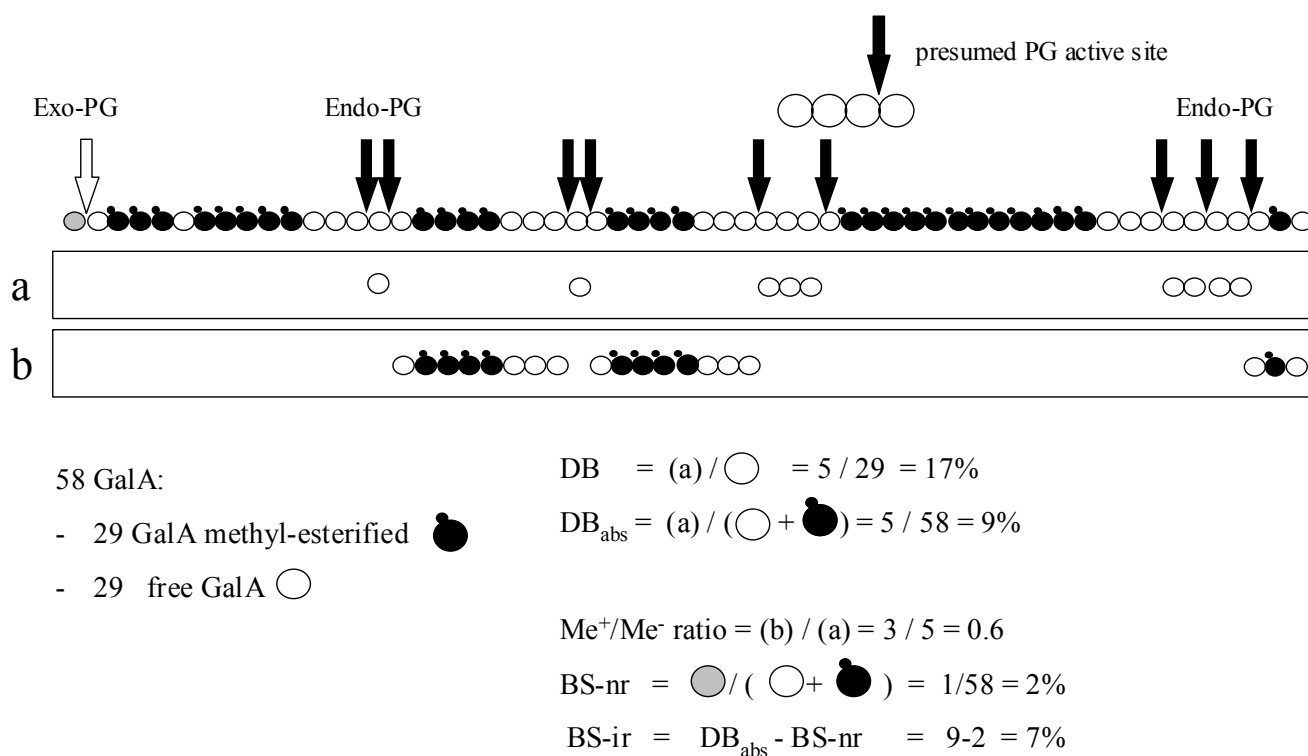 presumed PG active site
Exo-PG Endo-PG Endo-PG
a
b
58 GalA:
- 29 GalA methyl-esterified
- 29 free GalA
DB = (a) / = 5 / 29 = 17%
DBabs = (a) / ( + ) = 5 / 58 = 9%
Me+/Me- ratio = (b) / (a) = 3 / 5 = 0.6
BS-nr = / ( + ) = 1/58 = 2%
BS-ir = DBabs - BS-nr = 9-2 = 7%